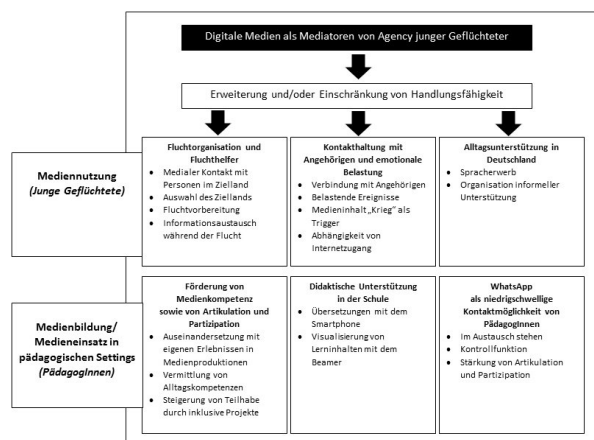 Digitale Medien als Mediatoren von Agency junger Geflüchteter
Erweiterung und/oder Einschränkung von Handlungsfähigkeit
Mediennutzung
(Junge Geflüchtete)
Fluchtorganisation und
Fluchthelfer
• Medialer Kontakt mit
Personen im Zielland
• Auswahl des Ziellands
• Fluchtvorbereitung
• Informationsaustausch
während der Flucht
Kontakthaltung mit
Angehörigen und emotionale
Belastung
• Verbindung mit Angehörigen
• Belastende Ereignisse
• Medieninhalt „Krieg" als
Trigger
• Abhängigkeit von
Internetzugang
Alltagsunterstützung in
Deutschland
• Spracherwerb
• Organisation informeller
Unterstützung
Medienbildung/
Medieneinsatz in
pädagogischen Settings
(PädagogInnen)
Förderung von
Medienkompetenz
sowie von Artikulation und
Partizipation
• Auseinandersetzung mit
eigenen Erlebnissen in
Medienproduktionen
• Vermittlung von
Alltagskompetenzen
• Steigerung von Teilhabe
durch inklusive Projekte
Didaktische Unterstützung
in der Schule
• Übersetzungen mit dem
Smartphone
• Visualisierung von
Lerninhalten mit dem
Beamer
WhatsApp
als niedrigschwellige
Kontaktmöglichkeit von
PädagogInnen
• Im Austausch stehen
• Kontrollfunktion
• Stärkung von Artikulation
und Partizipation